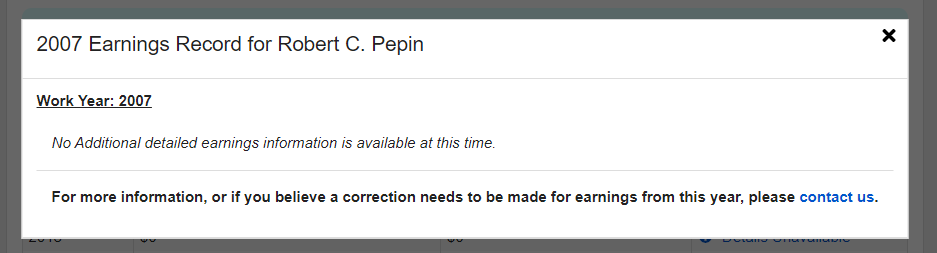 2007 Earnings Record for Robert C. Pepin
Work Year: 2007
No Additional detailed earnings information is available at this time.
For more information, or if you believe a correction needs to be made for earnings from this year, please contact us.